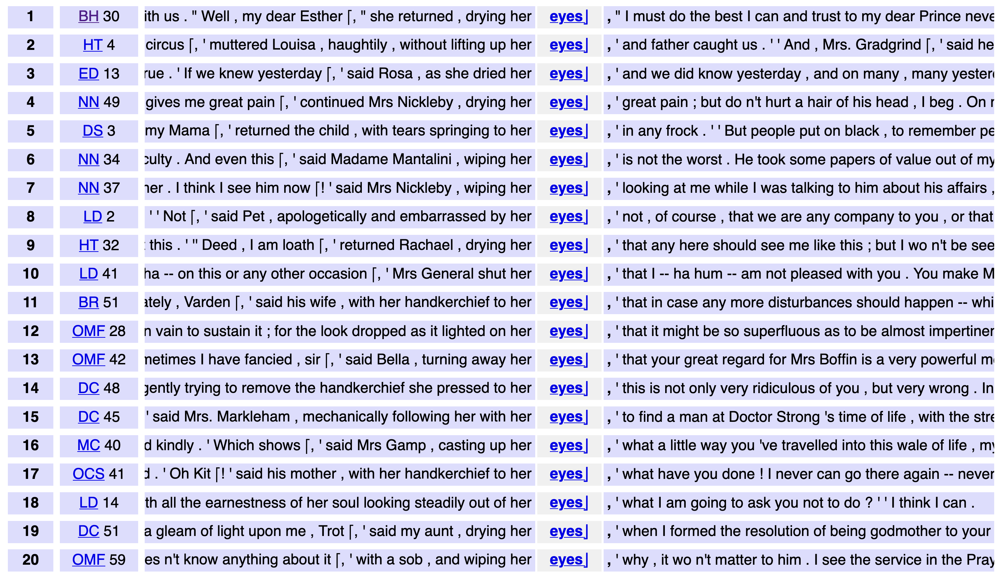 1 BH 30 ith us . " Well , my dear Esther ⌈, " she returned , drying her eyes⌋ , " I must do the best I can and trust to my dear Prince neve
2 HT 4 circus ⌈, ' muttered Louisa , haughtily , without lifting up her eyes⌋ , ' and father caught us . ' ' And , Mrs. Gradgrind ⌈, ' said he
3 ED 13 rue . ' If we knew yesterday ⌈, ' said Rosa , as she dried her eyes⌋ , ' and we did know yesterday , and on many , many yester
4 NN 49 gives me great pain ⌈, ' continued Mrs Nickleby , drying her eyes⌋ , ' great pain ; but do n't hurt a hair of his head , I beg . On
5 DS 3 my Mama ⌈, ' returned the child , with tears springing to her eyes⌋ , ' in any frock . ' ' But people put on black , to remember pe
6 NN 34 culty . And even this ⌈, ' said Madame Mantalini , wiping her eyes⌋ , ' is not the worst . He took some papers of value out of my
7 NN 37 her . I think I see him now ⌈! ' said Mrs Nickleby , wiping her eyes⌋ , ' looking at me while I was talking to him about his affairs ,
8 LD 2 ' ' Not ⌈, ' said Pet , apologetically and embarrassed by her eyes⌋ , ' not , of course , that we are any company to you , or that
9 HT 32 t this . ' " Deed , I am loath ⌈, ' returned Rachael , drying her eyes⌋ , ' that any here should see me like this ; but I wo n't be see
10 LD 41 ha -- on this or any other occasion ⌈, ' Mrs General shut her eyes⌋ , ' that I -- ha hum -- am not pleased with you . You make M
11 BR 51 ately , Varden ⌈, ' said his wife , with her handkerchief to her eyes⌋ , ' that in case any more disturbances should happen -- whi
12 OMF 28 n vain to sustain it ; for the look dropped as it lighted on her eyes⌋ , ' that it might be so superfluous as to be almost impertiner
13 OMF 42 metimes I have fancied , sir ⌈, ' said Bella , turning away her eyes⌋ , ' that your great regard for Mrs Boffin is a very powerful m
14 DC 48 gently trying to remove the handkerchief she pressed to her eyes⌋ , ' this is not only very ridiculous of you , but very wrong . In
15 DC 45 ' said Mrs. Markleham , mechanically following her with her eyes⌋ , ' to find a man at Doctor Strong 's time of life , with the stre
16 MC 40 d kindly . ' Which shows ⌈, ' said Mrs Gamp , casting up her eyes⌋ , ' what a little way you 've travelled into this wale of life , my
17 OCS 41 d . ' Oh Kit ⌈! ' said his mother , with her handkerchief to her eyes⌋ , ' what have you done ! I never can go there again -- never
18 LD 14 th all the earnestness of her soul looking steadily out of her eyes⌋ , ' what I am going to ask you not to do ? ' ' I think I can .
19 DC 51 a gleam of light upon me , Trot ⌈, ' said my aunt , drying her eyes⌋ , ' when I formed the resolution of being godmother to your
20 OMF 59 es n't know anything about it ⌈, ' with a sob , and wiping her eyes⌋ , ' why , it wo n't matter to him . I see the service in the Pray